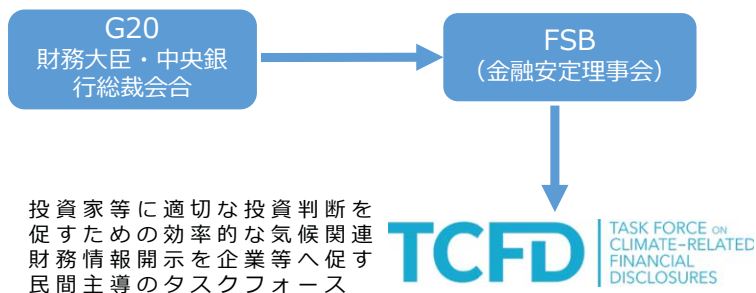 G20
財務大臣・中央銀
行総裁会合
FSB
（金融安定理事会）
投資家等に適切な投資判断を
促すための効率的な気候関連
財務情報開示を企業等へ促す
民間主導のタスクフォース
TCFD
TASK FORCE ON
CLIMATE-RELATED
FINANCIAL
DISCLOSURES